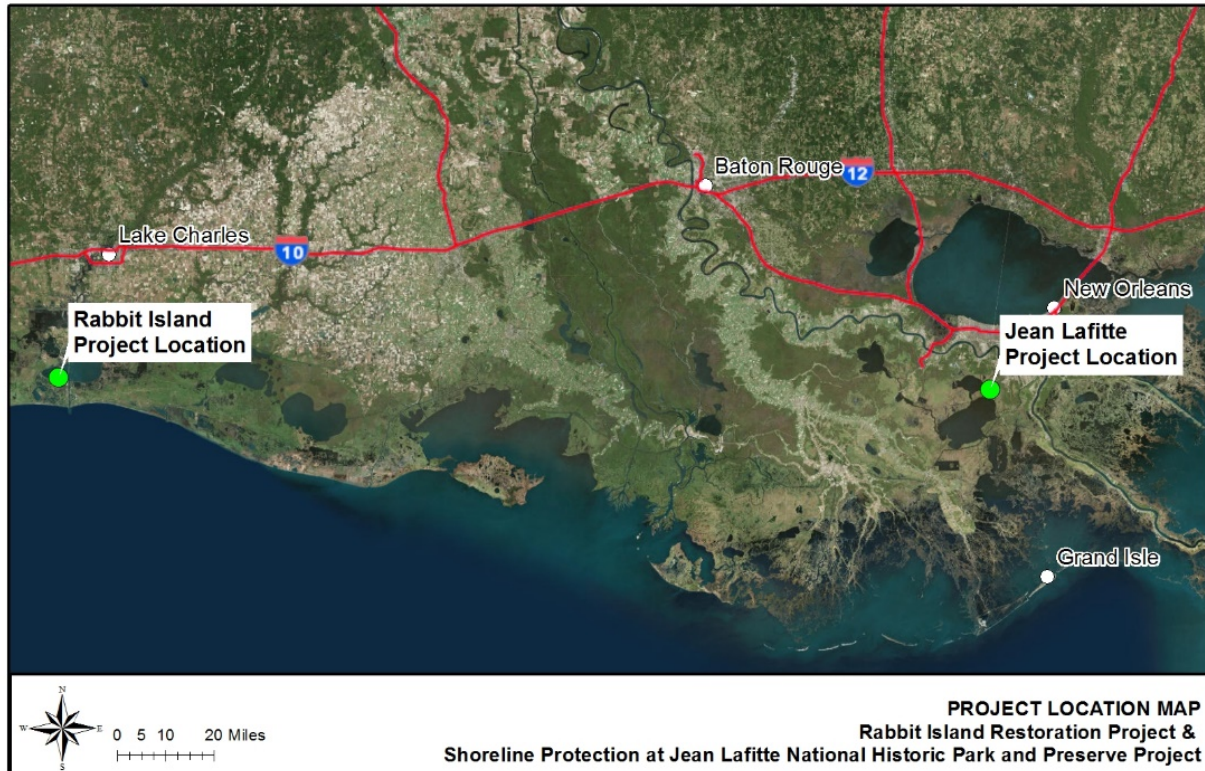 Baton Rouge
12
Lake Charles
10
New Orleans
Rabbit Island
Project Location
Jean Lafitte
Project Location
Grand Isle
N
W E
S
0 5 10 20 Miles
PROJECT LOCATION MAP
Rabbit Island Restoration Project &
Shoreline Protection at Jean Lafitte National Historic Park and Preserve Project